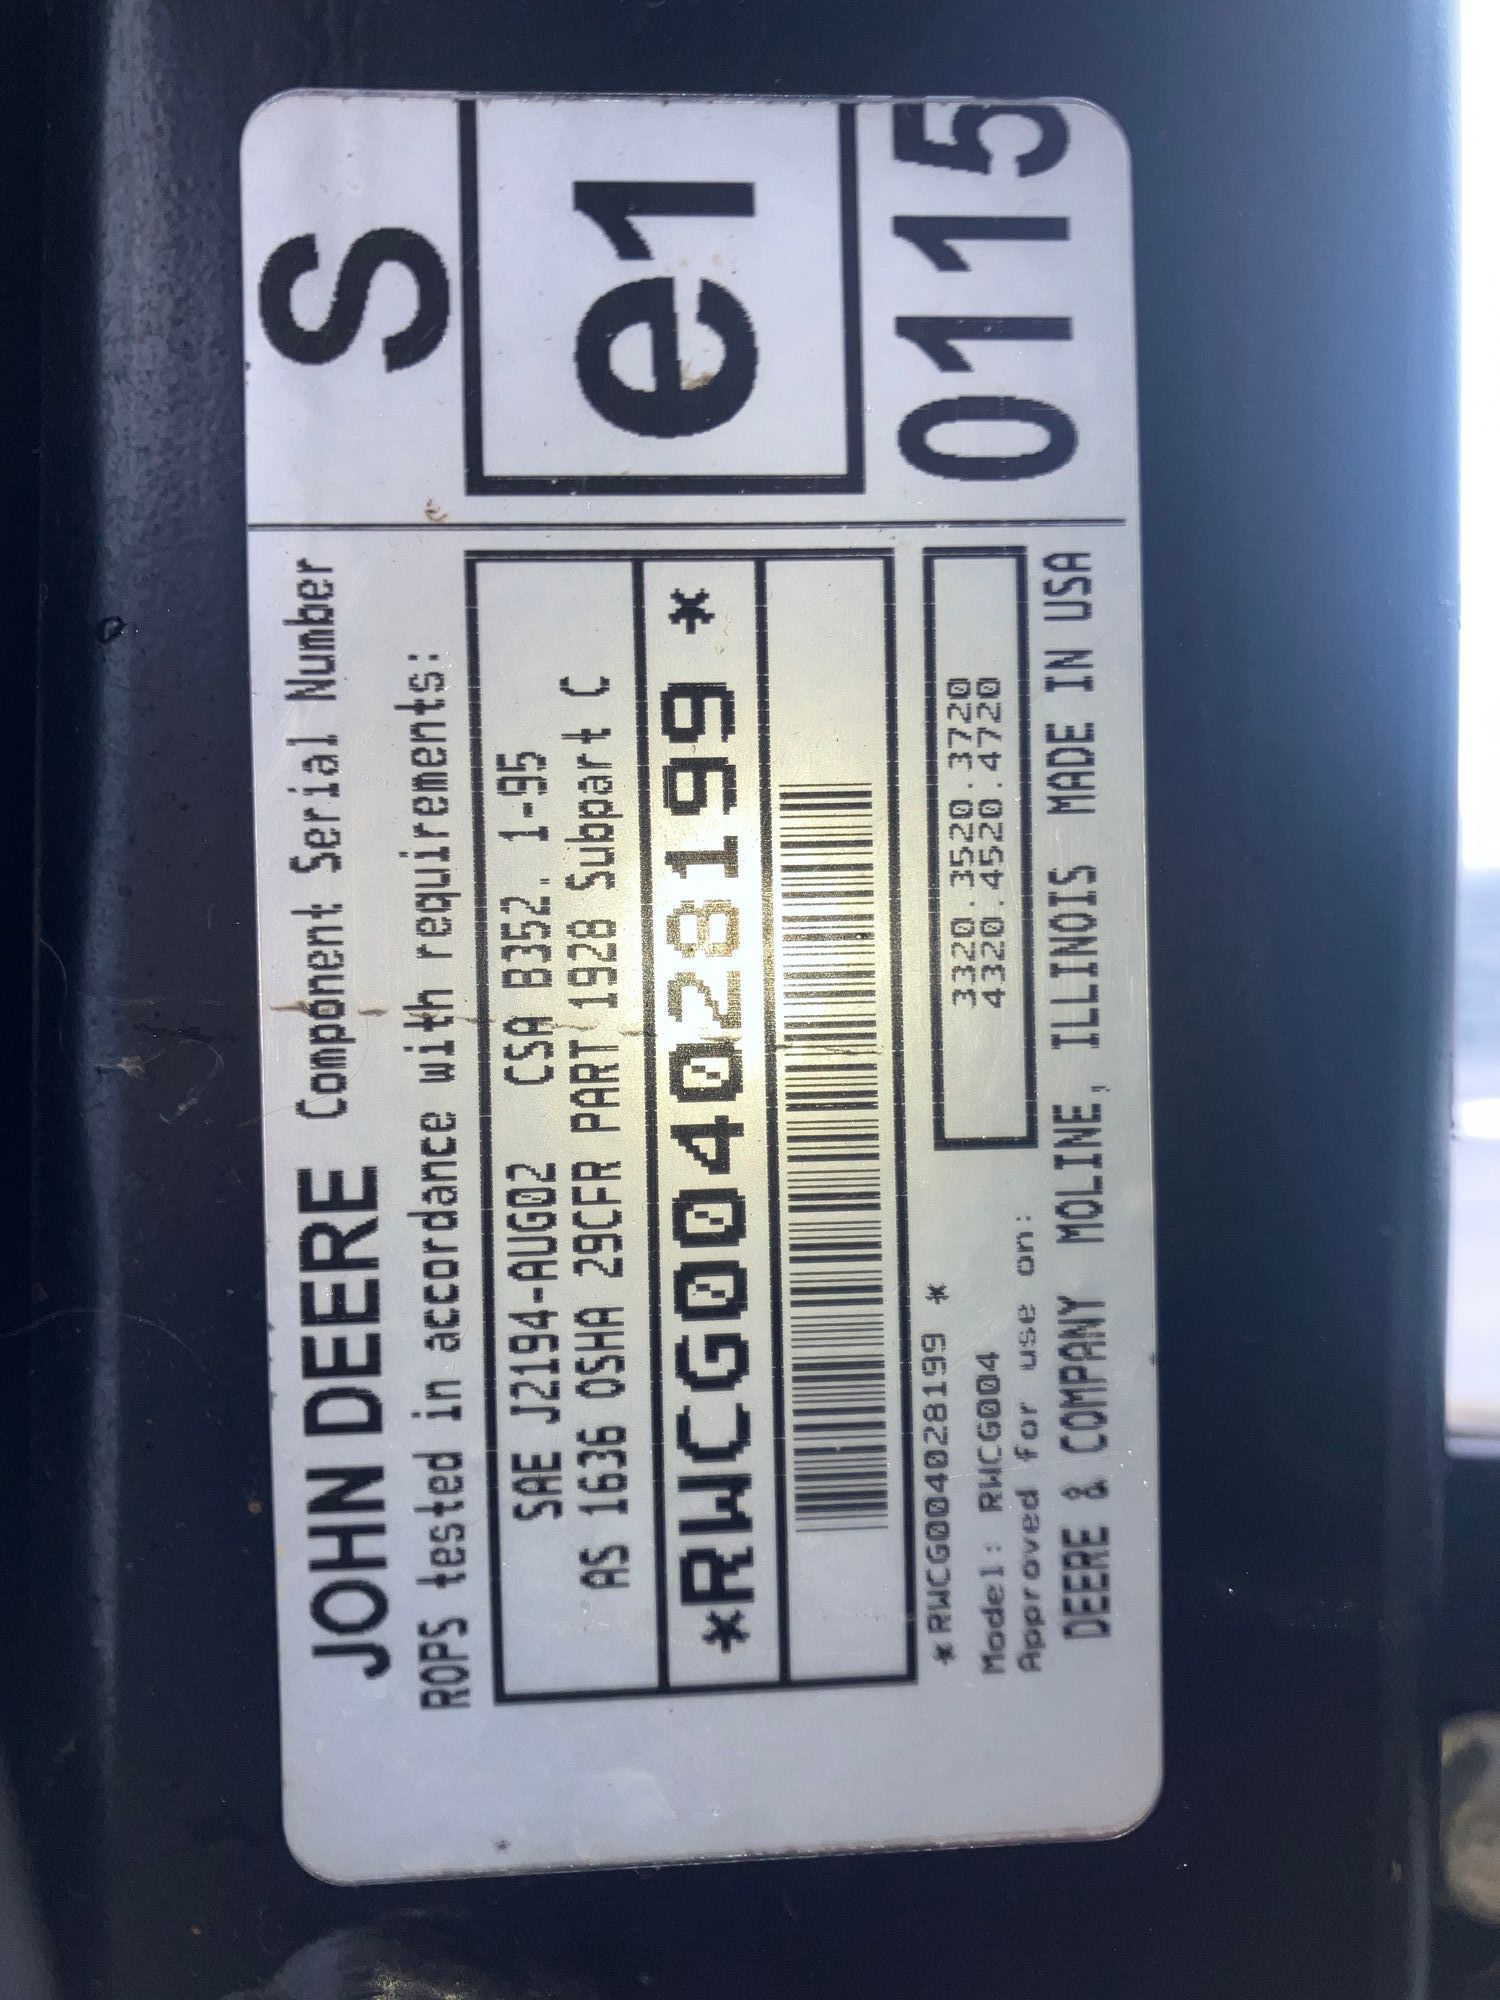 JOHN DEERE Component Serial Number
ROPS tested in accordance with requirements:
SAE J2194-AUG02 CSA B352. 1-95
AS 1636 OSHA 29CFR PART 1928 Subpart C
*RWCG004028199 *
*RWCG004028199 *
Model: RWCG004
Approved for use on:
3320.3520.3720
4320.4520.4720
DEERE & COMPANY MOLINE, ILLINOIS MADE IN USA
S
e1
0115